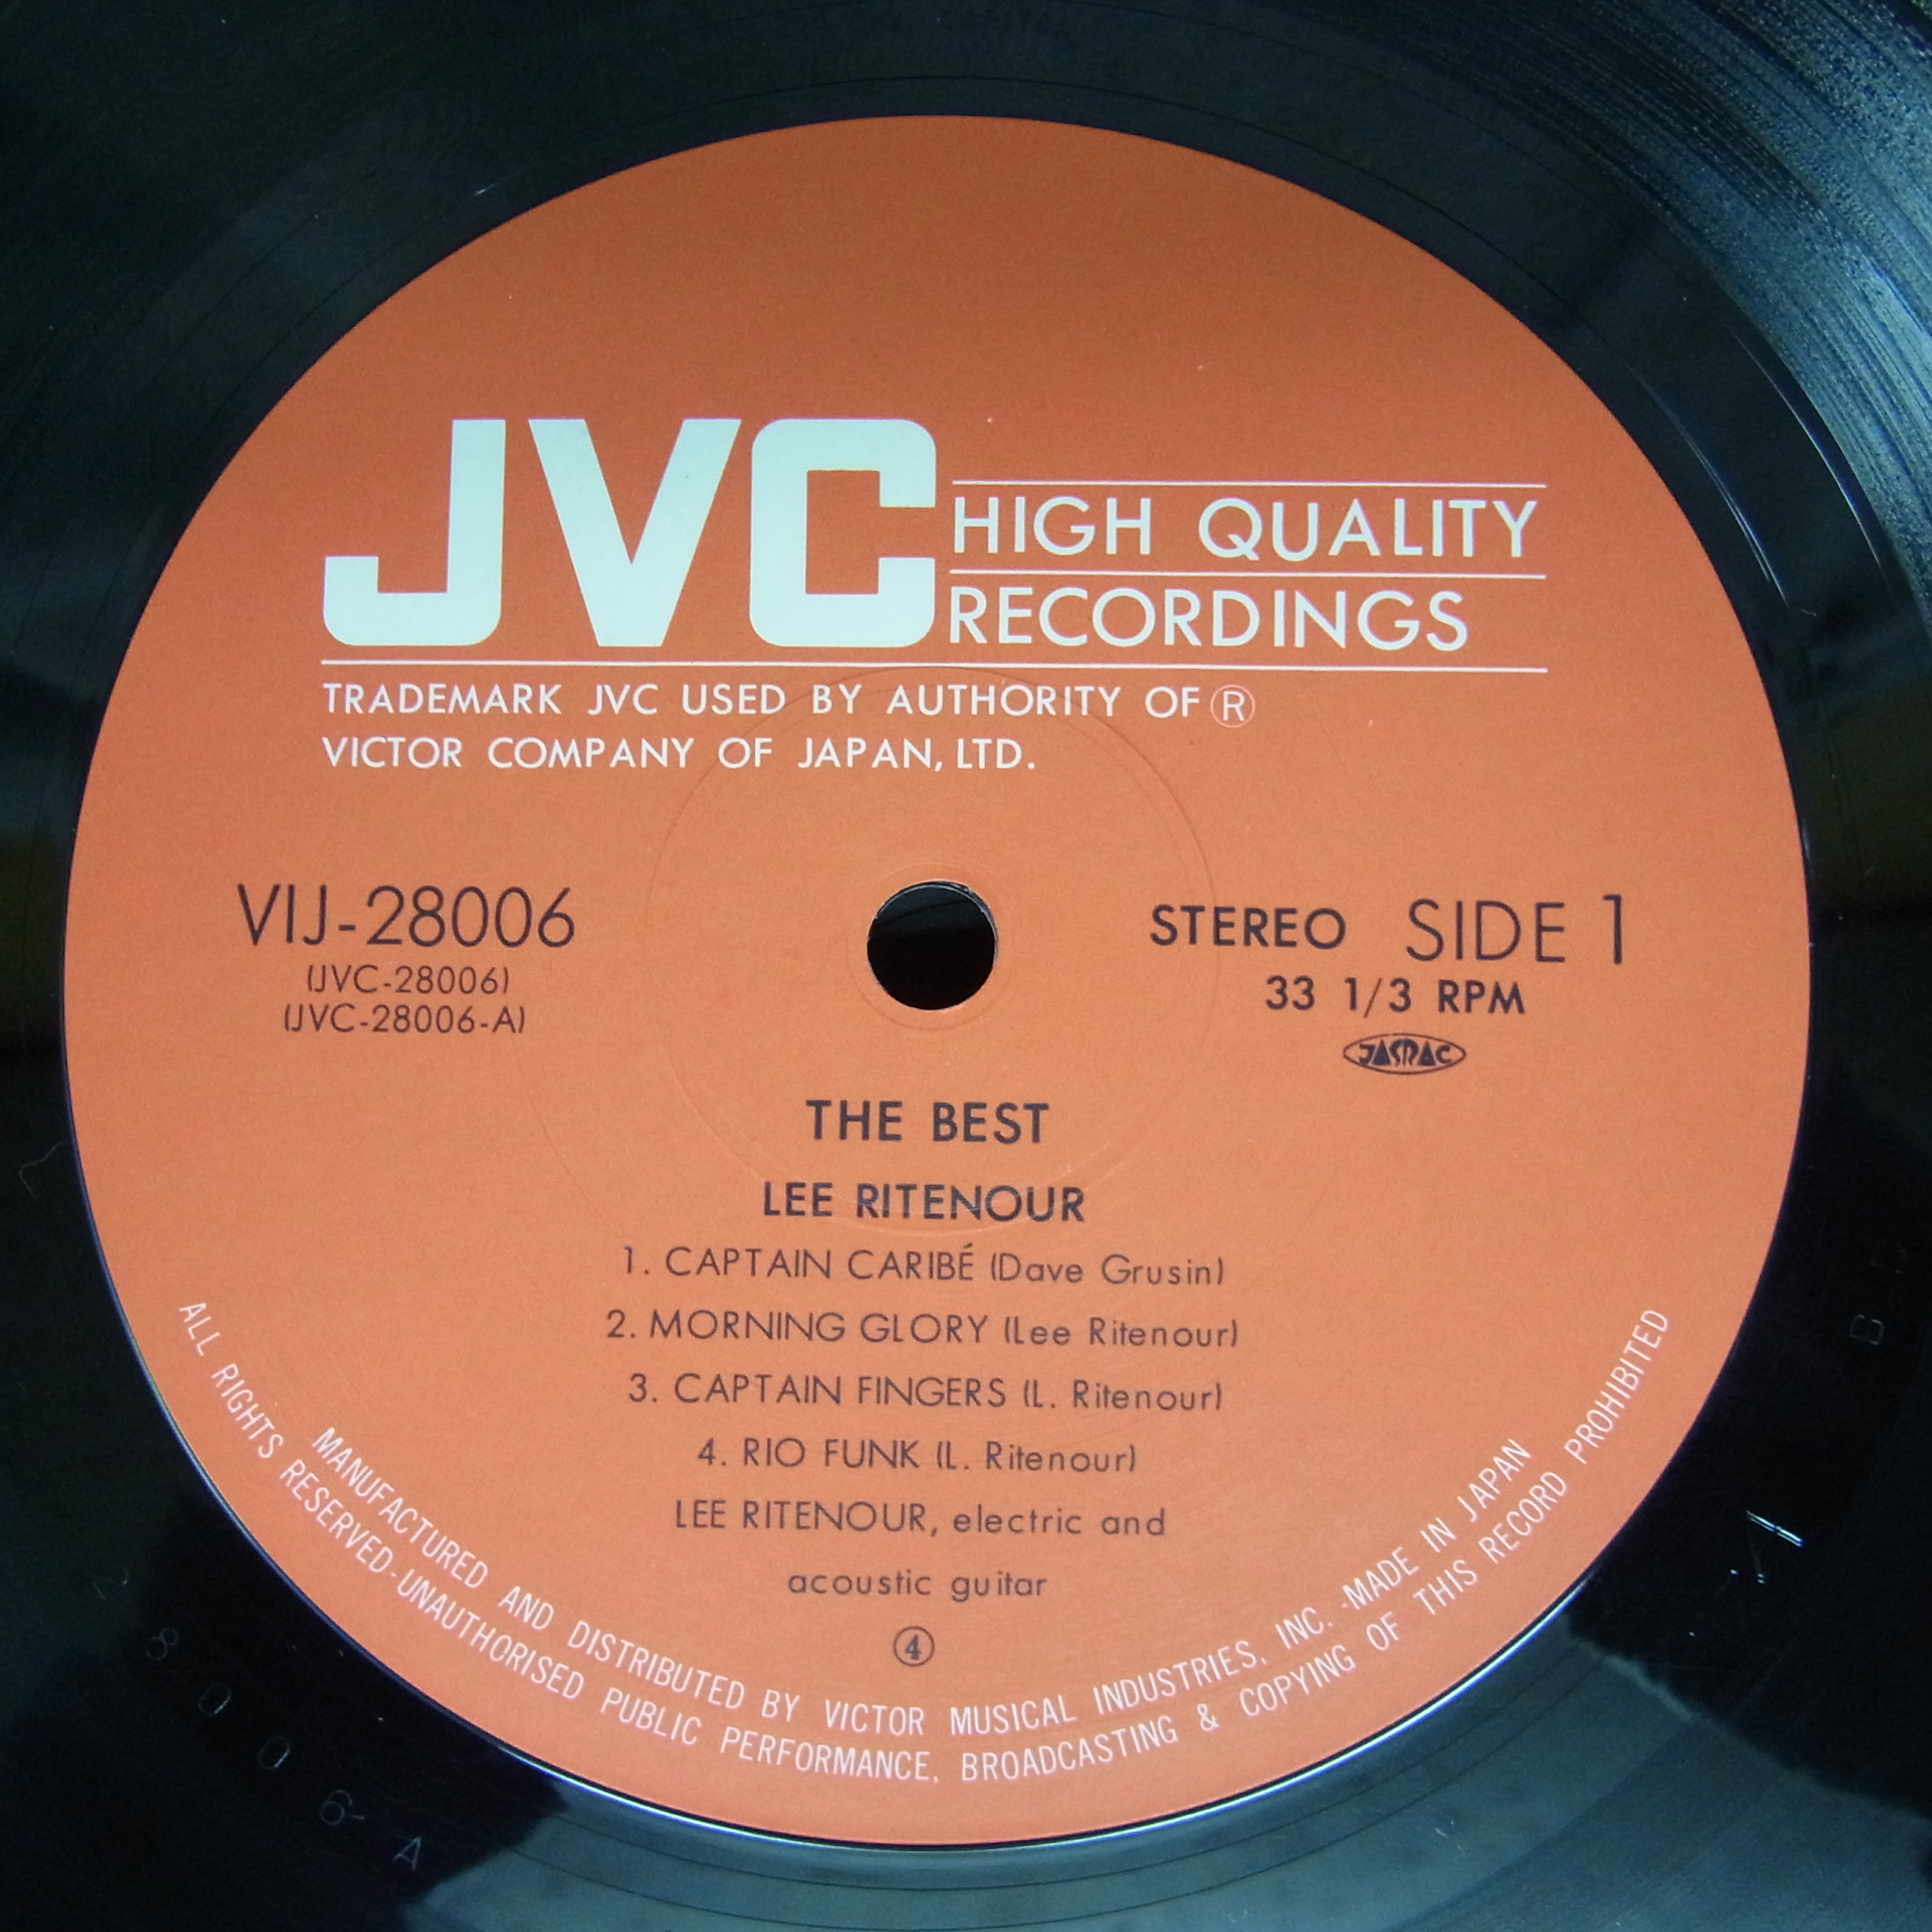 JVC
HIGH QUALITY
RECORDINGS
TRADEMARK JVC USED BY AUTHORITY OF Ⓡ
VICTOR COMPANY OF JAPAN, LTD.
VIJ-28006
(JVC-28006)
(JVC-28006-A)
STEREO SIDE 1
33 1/3 RPM
JASRAC
THE BEST
LEE RITENOUR
1. CAPTAIN CARIBÉ (Dave Grusin)
2. MORNING GLORY (Lee Ritenour)
3. CAPTAIN FINGERS (L. Ritenour)
4. RIO FUNK (L. Ritenour)
LEE RITENOUR, electric and
acoustic guitar
④
MANUFACTURED AND DISTRIBUTED BY VICTOR MUSICAL INDUSTRIES, INC. -MADE IN JAPAN
ALL RIGHTS RESERVED-UNAUTHORISED PUBLIC PERFORMANCE, BROADCASTING & COPYING OF THIS RECORD PROHIBITED
28006-A